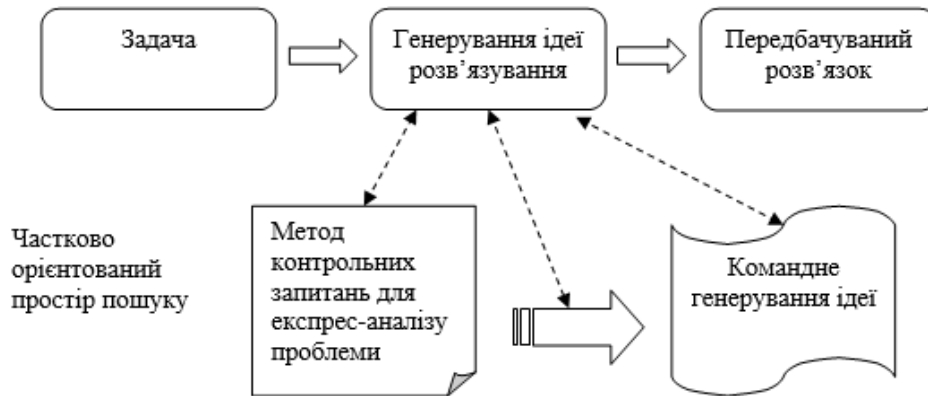 Задача
Генерування ідеї
розв’язування
Передбачуваний
розв’язок
Частково
орієнтований
простір пошуку
Метод
контрольних
запитань для
експрес-аналізу
проблеми
Командне
генерування ідеї